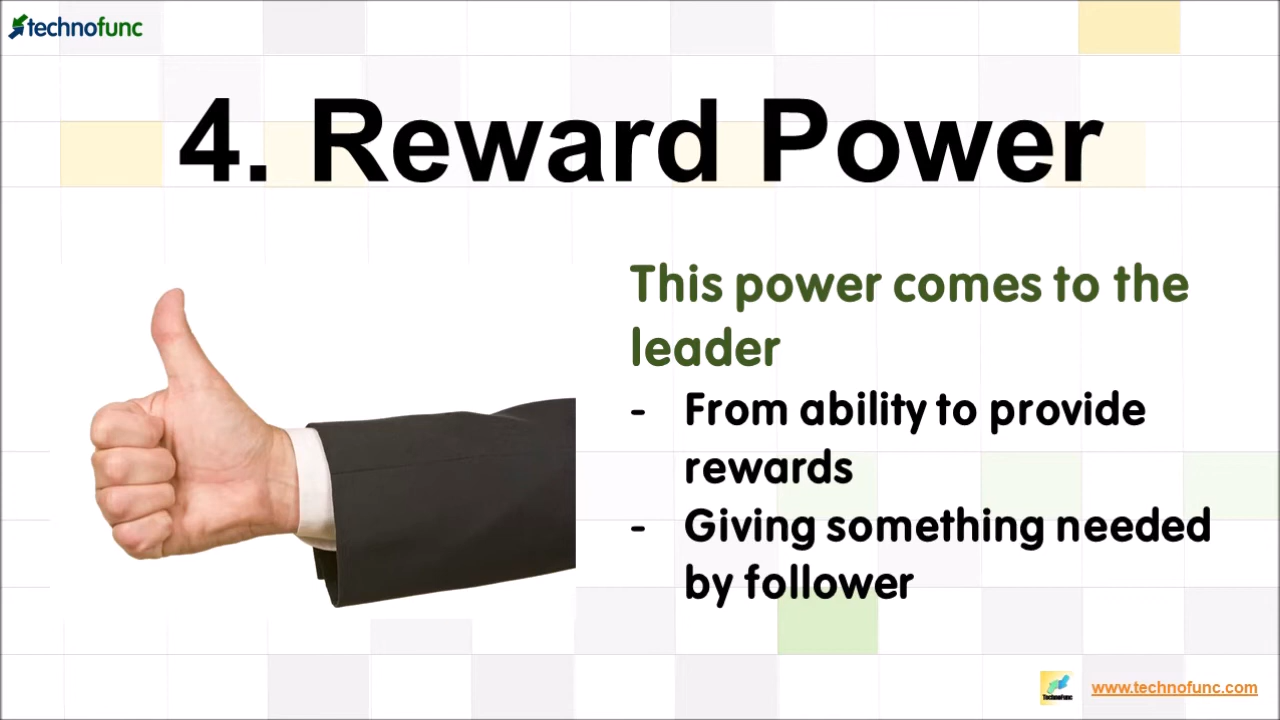 technofunc
4. Reward Power
This power comes to the
leader
- From ability to provide
rewards
- Giving something needed
by follower
TechnoFunc
www.technofunc.com